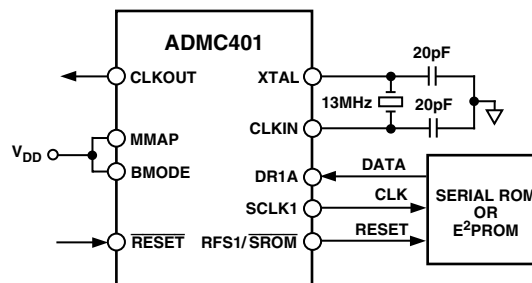 ADMC401
CLKOUT
XTAL
20pF
13MHz
20pF
CLKIN
V_DD
MMAP
BMODE
DR1A
DATA
SCLK1
CLK
RESET
RFS1/SROM
RESET
SERIAL ROM
OR
E²PROM